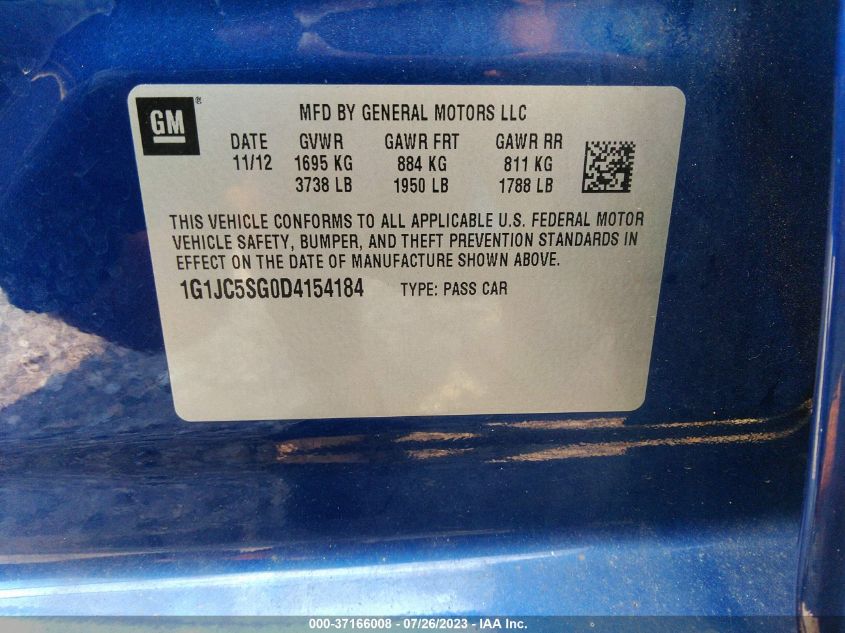 GM ®
MFD BY GENERAL MOTORS LLC
DATE GVWR GAWR FRT GAWR RR
11/12 1695 KG 884 KG 811 KG
3738 LB 1950 LB 1788 LB
THIS VEHICLE CONFORMS TO ALL APPLICABLE U.S. FEDERAL MOTOR
VEHICLE SAFETY, BUMPER, AND THEFT PREVENTION STANDARDS IN
EFFECT ON THE DATE OF MANUFACTURE SHOWN ABOVE.
1G1JC5SG0D4154184 TYPE: PASS CAR
000-37166008 - 07/26/2023 - © IAA, Inc.